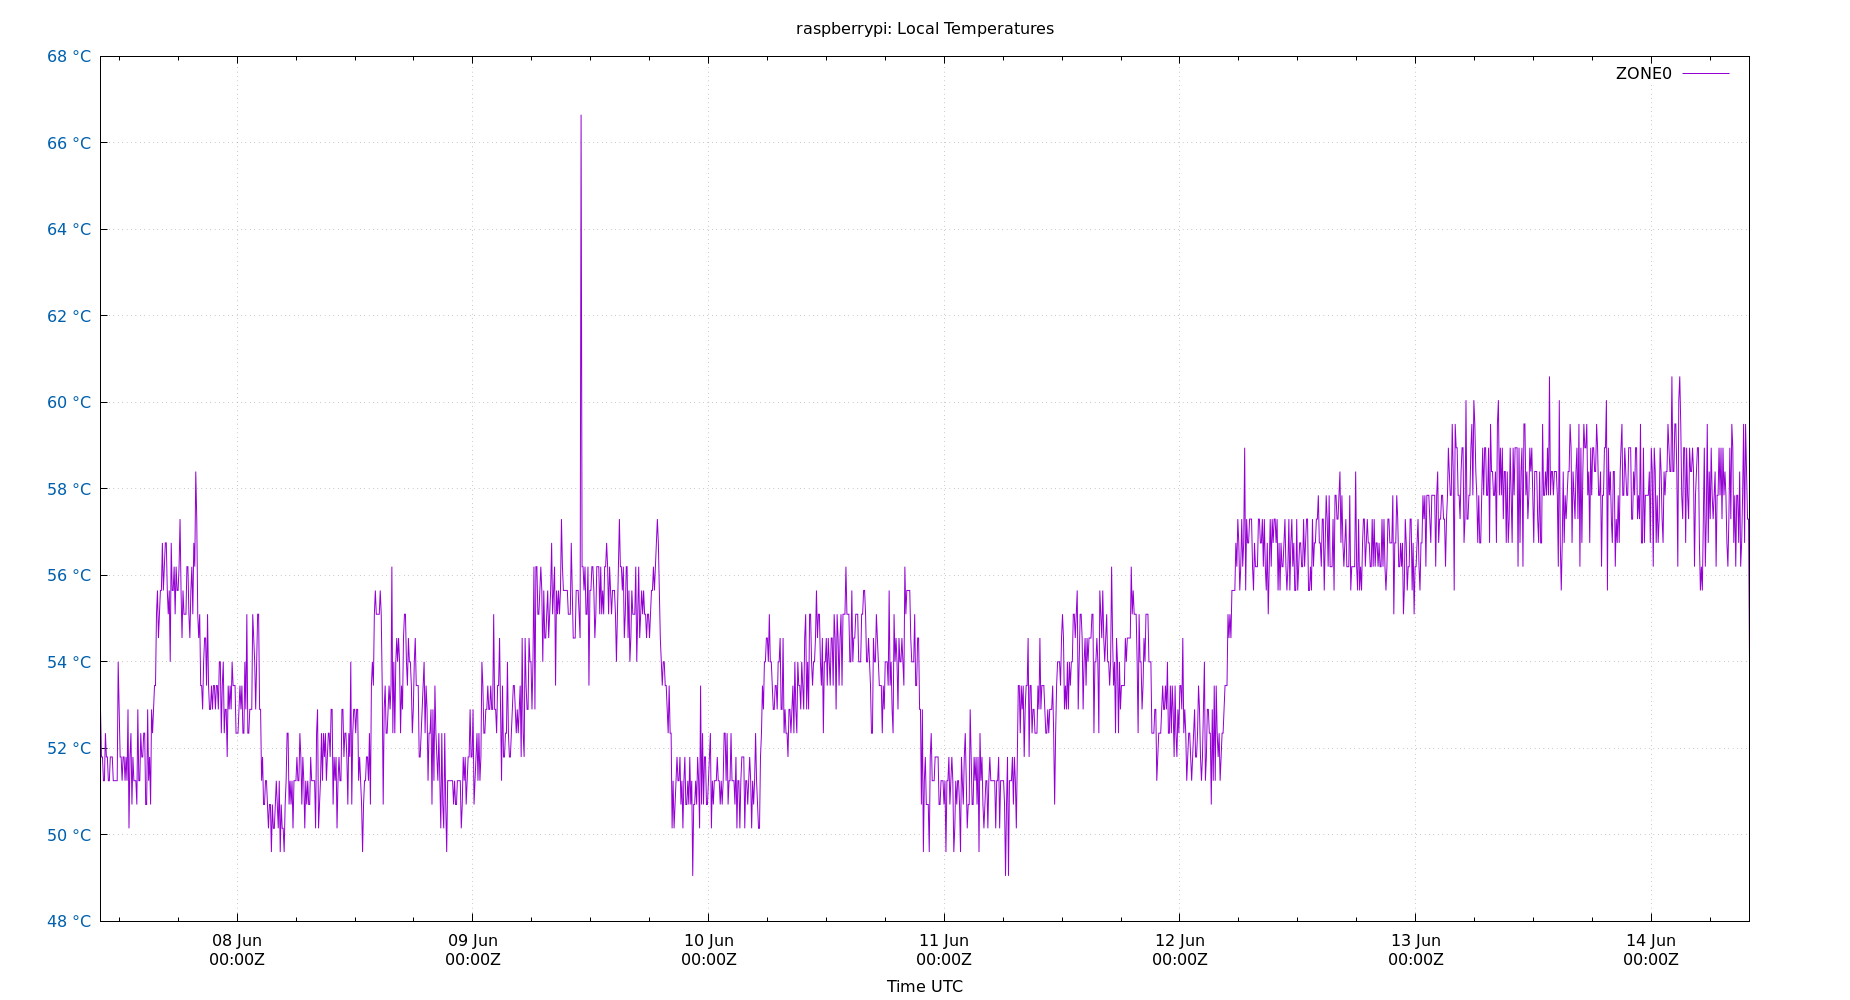 raspberrypi: Local Temperatures
68 °C
ZONE0
66 °C
64 °C
62 °C
60 °C
58 °C
56 °C
54 °C
52 °C
50 °C
48 °C
08 Jun 09 Jun 10 Jun 11 Jun 12 Jun 13 Jun 14 Jun
00:00Z 00:00Z 00:00Z 00:00Z 00:00Z 00:00Z 00:00Z
Time UTC